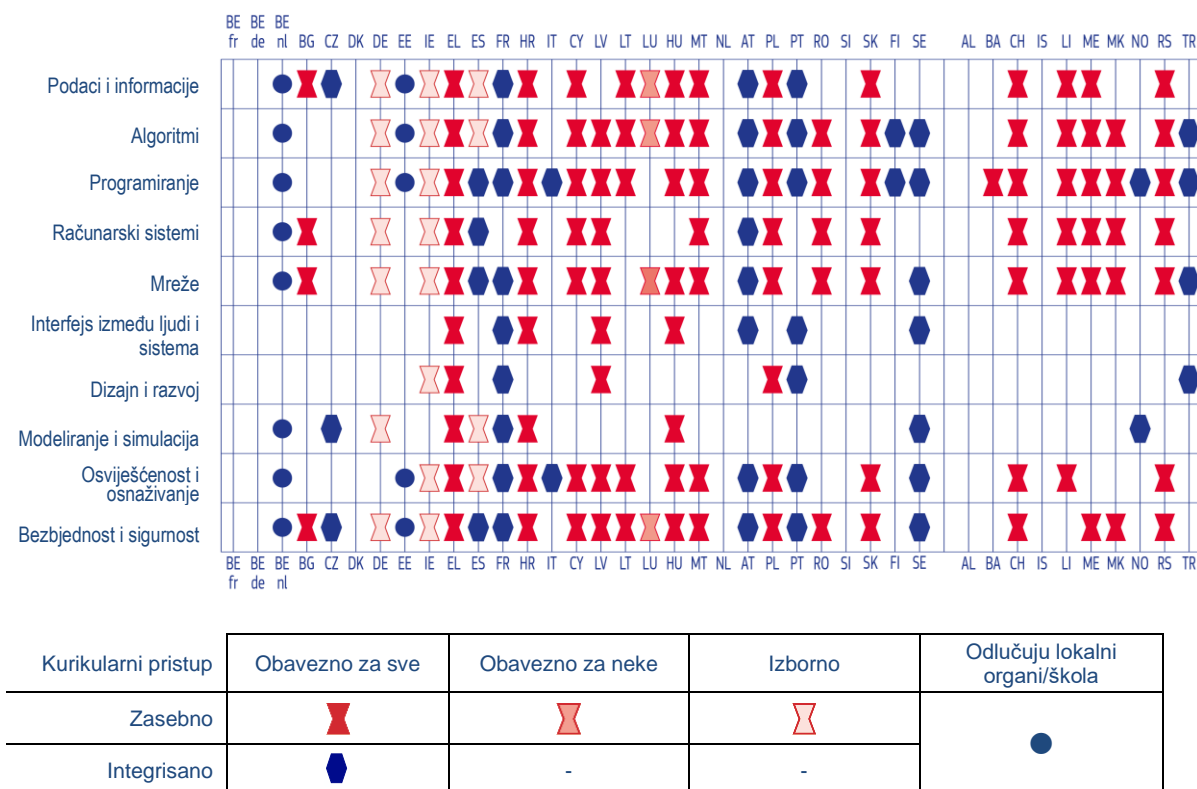 BE BE BE
fr de nl BG CZ DK DE EE IE EL ES FR HR IT CY LV LT LU HU MT NL AT PL PT RO SI SK FI SE AL BA CH IS LI ME MK NO RS TR
Podaci i informacije
Algoritmi
Programiranje
Računarski sistemi
Mreže
Interfejs između ljudi i
sistema
Dizajn i razvoj
Modeliranje i simulacija
Osviješćenost i
osnaživanje
Bezbjednost i sigurnost
BE BE BE BG CZ DK DE EE IE EL ES FR HR IT CY LV LT LU HU MT NL AT PL PT RO SI SK FI SE AL BA CH IS LI ME MK NO RS TR
fr de nl
Kurikularni pristup Obavezno za sve Obavezno za neke Izborno Odlučuju lokalni
organi/škola
Zasebno
Integrisano - -